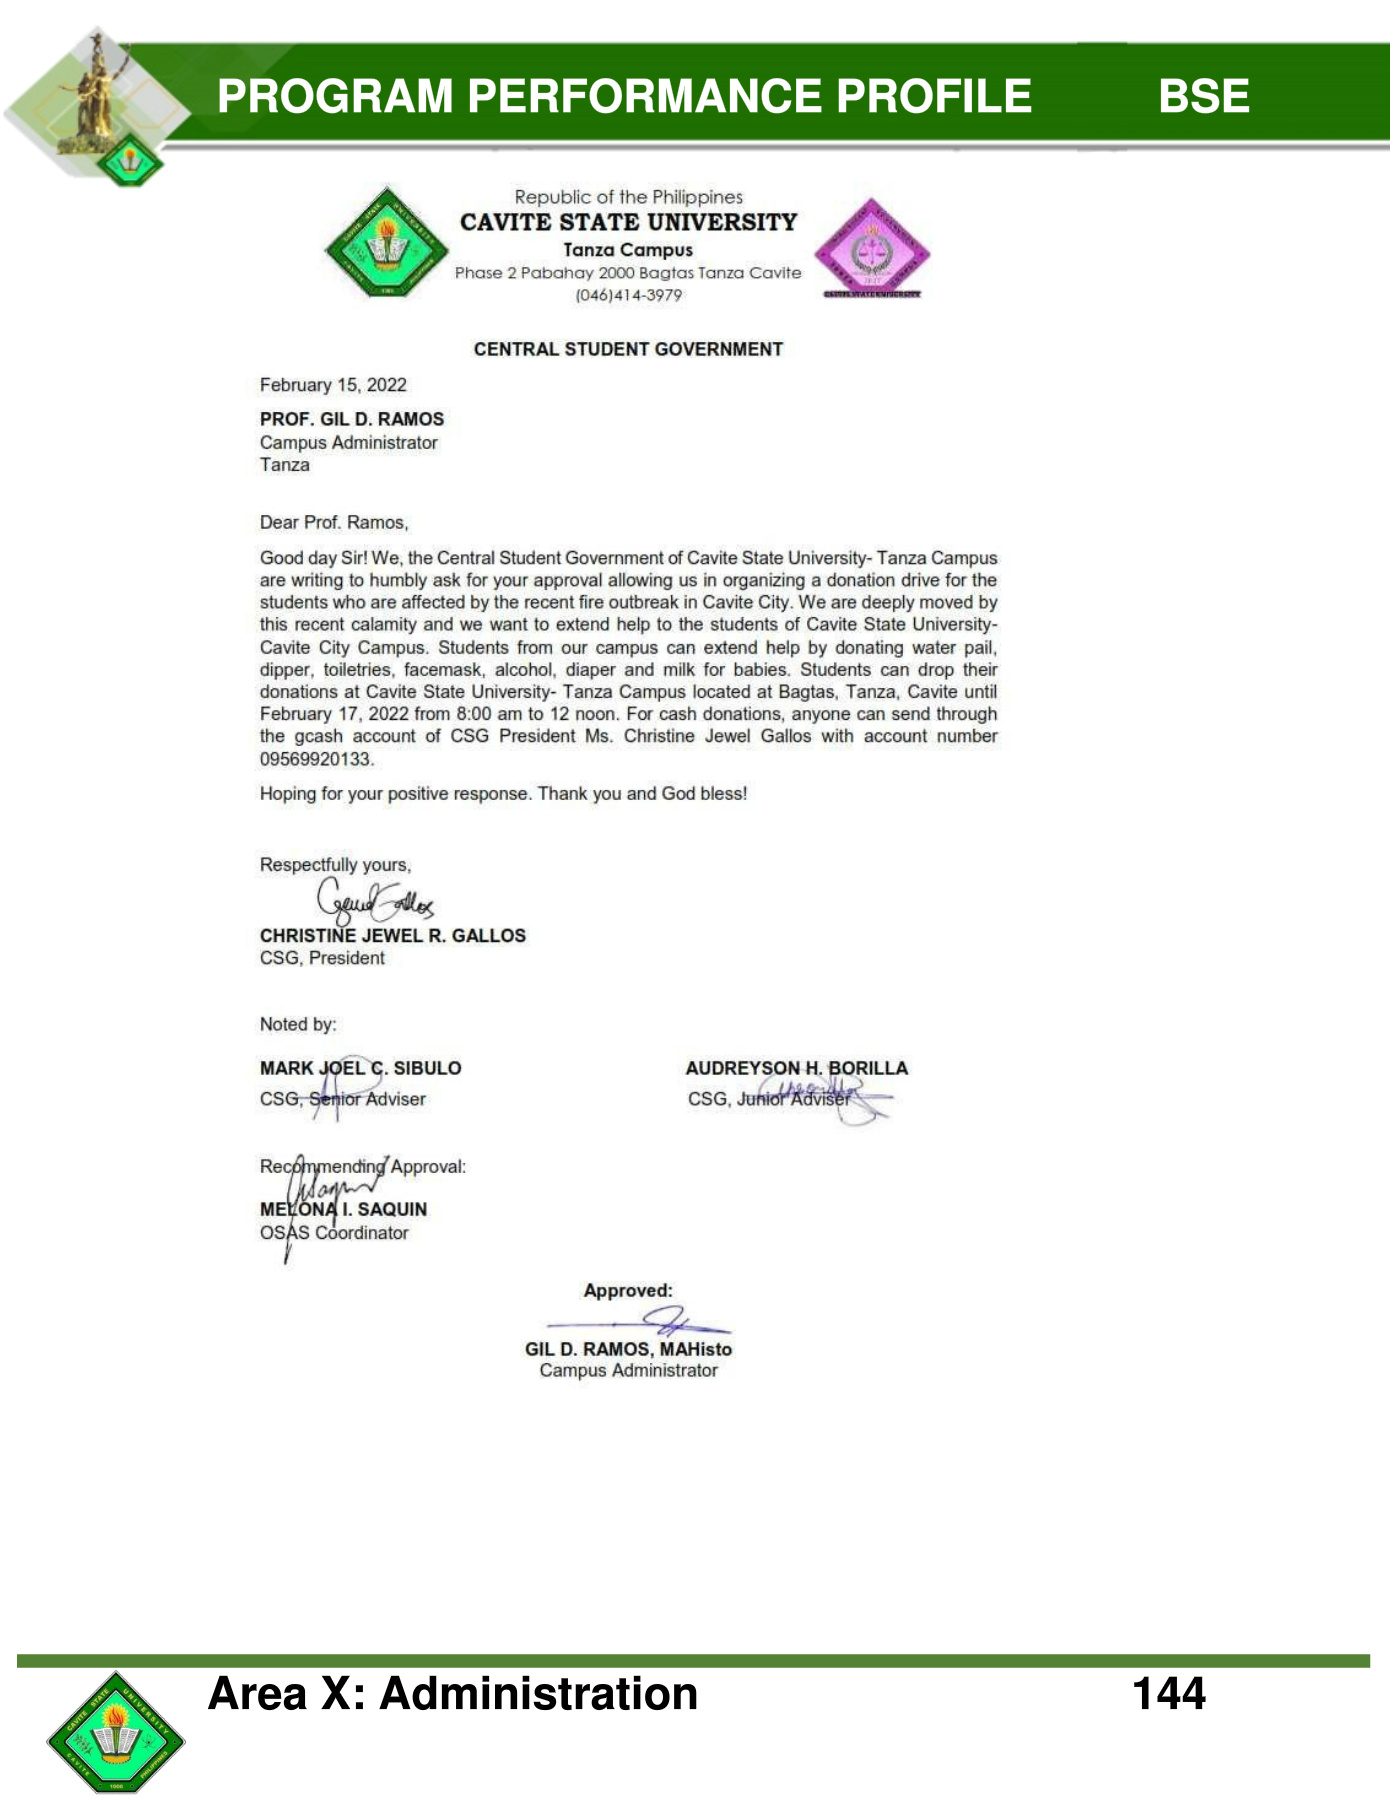 PROGRAM PERFORMANCE PROFILE BSE
Republic of the Philippines
CAVITE STATE UNIVERSITY
Tanza Campus
Phase 2 Pabahay 2000 Bagtas Tanza Cavite
(046)414-3979
CENTRAL STUDENT GOVERNMENT
February 15, 2022
PROF. GIL D. RAMOS
Campus Administrator
Tanza
Dear Prof. Ramos,
Good day Sir! We, the Central Student Government of Cavite State University- Tanza Campus
are writing to humbly ask for your approval allowing us in organizing a donation drive for the
students who are affected by the recent fire outbreak in Cavite City. We are deeply moved by
this recent calamity and we want to extend help to the students of Cavite State University-
Cavite City Campus. Students from our campus can extend help by donating water pail,
dipper, toiletries, facemask, alcohol, diaper and milk for babies. Students can drop their
donations at Cavite State University- Tanza Campus located at Bagtas, Tanza, Cavite until
February 17, 2022 from 8:00 am to 12 noon. For cash donations, anyone can send through
the gcash account of CSG President Ms. Christine Jewel Gallos with account number
09569920133.
Hoping for your positive response. Thank you and God bless!
Respectfully yours,
CHRISTINE JEWEL R. GALLOS
CSG, President
Noted by:
MARK JOEL C. SIBULO AUDREYSON H. BORILLA
CSG, Senior Adviser CSG, Junior Adviser
Recommending Approval:
MELONA I. SAQUIN
OSAS Coordinator
Approved:
GIL D. RAMOS, MAHisto
Campus Administrator
Area X: Administration 144
CAVITE STATE UNIVERSITY
CAVITE PHILIPPINES